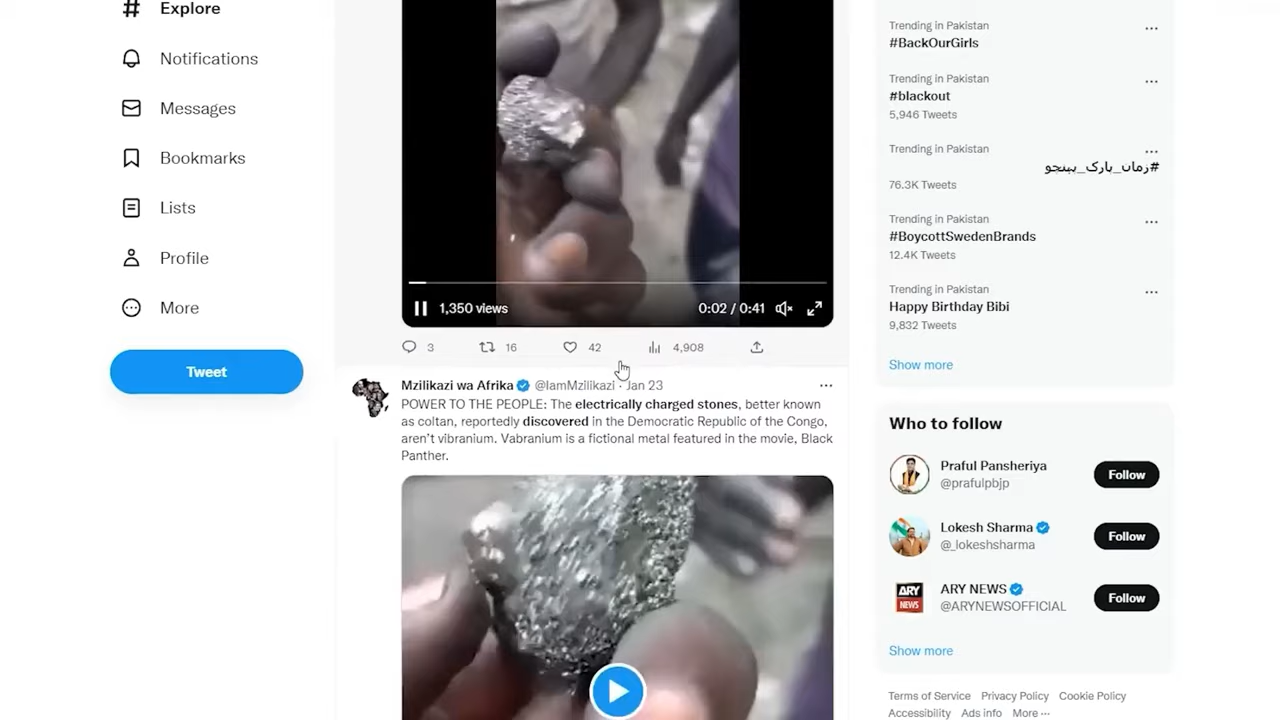 Explore
Notifications
Messages
Bookmarks
Lists
Profile
More
Tweet
1,350 views
0:02 / 0:41
3
16
42
4,908
Mzilikazi wa Afrika @IamMzilikazi · Jan 23
POWER TO THE PEOPLE: The electrically charged stones, better known
as coltan, reportedly discovered in the Democratic Republic of the Congo,
aren't vibranium. Vabranium is a fictional metal featured in the movie, Black
Panther.
Trending in Pakistan
#BackOurGirls
Trending in Pakistan
#blackout
5,946 Tweets
Trending in Pakistan
#زمان_پارک_پہنچو
76.3K Tweets
Trending in Pakistan
#BoycottSwedenBrands
12.4K Tweets
Trending in Pakistan
Happy Birthday Bibi
9,832 Tweets
Show more
Who to follow
Praful Pansheriya
@prafulpbjp
Follow
Lokesh Sharma
@_lokeshsharma
Follow
ARY
NEWS
ARY NEWS
@ARYNEWSOFFICIAL
Follow
Show more
Terms of Service Privacy Policy Cookie Policy
Accessibility Ads info More ···